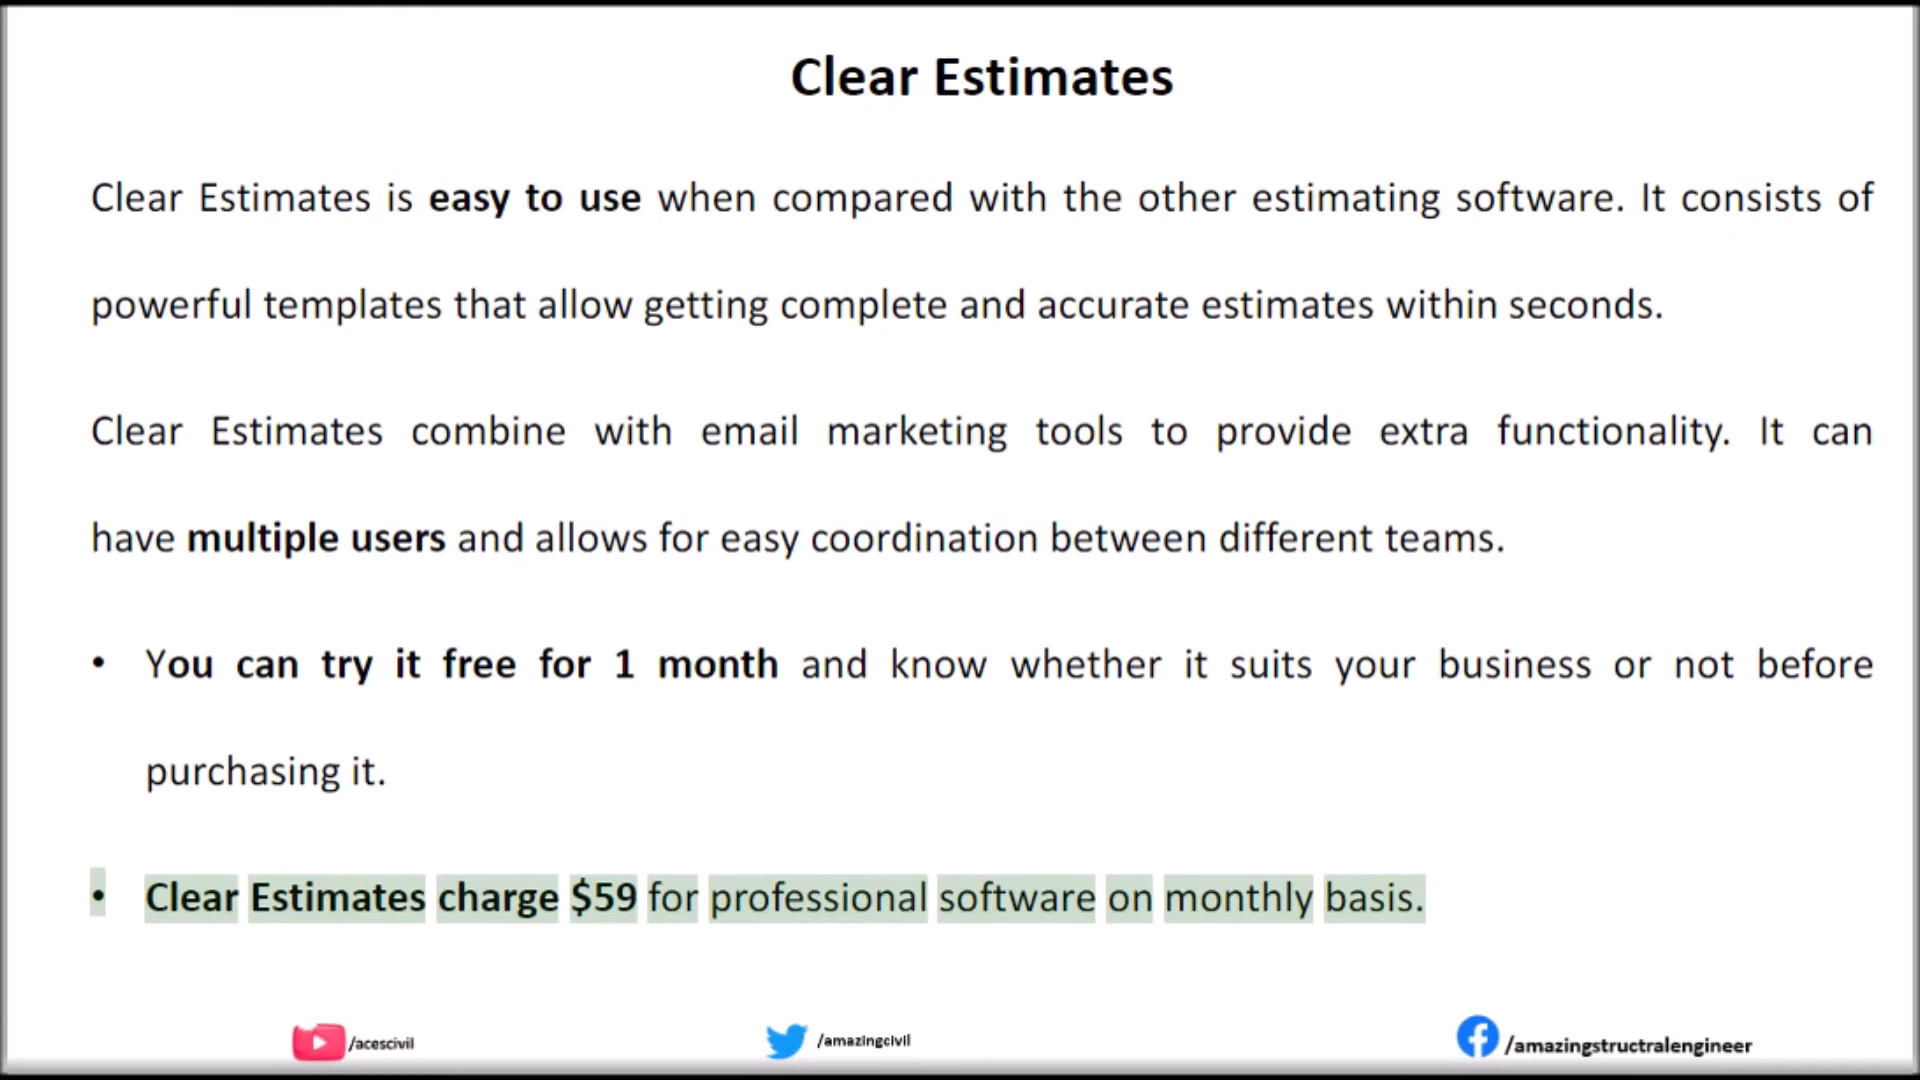 Clear Estimates
Clear Estimates is easy to use when compared with the other estimating software. It consists of
powerful templates that allow getting complete and accurate estimates within seconds.
Clear Estimates combine with email marketing tools to provide extra functionality. It can
have multiple users and allows for easy coordination between different teams.
• You can try it free for 1 month and know whether it suits your business or not before
purchasing it.
• Clear Estimates charge $59 for professional software on monthly basis.
/acescivil
/amazingcivil
/amazingstructralengineer